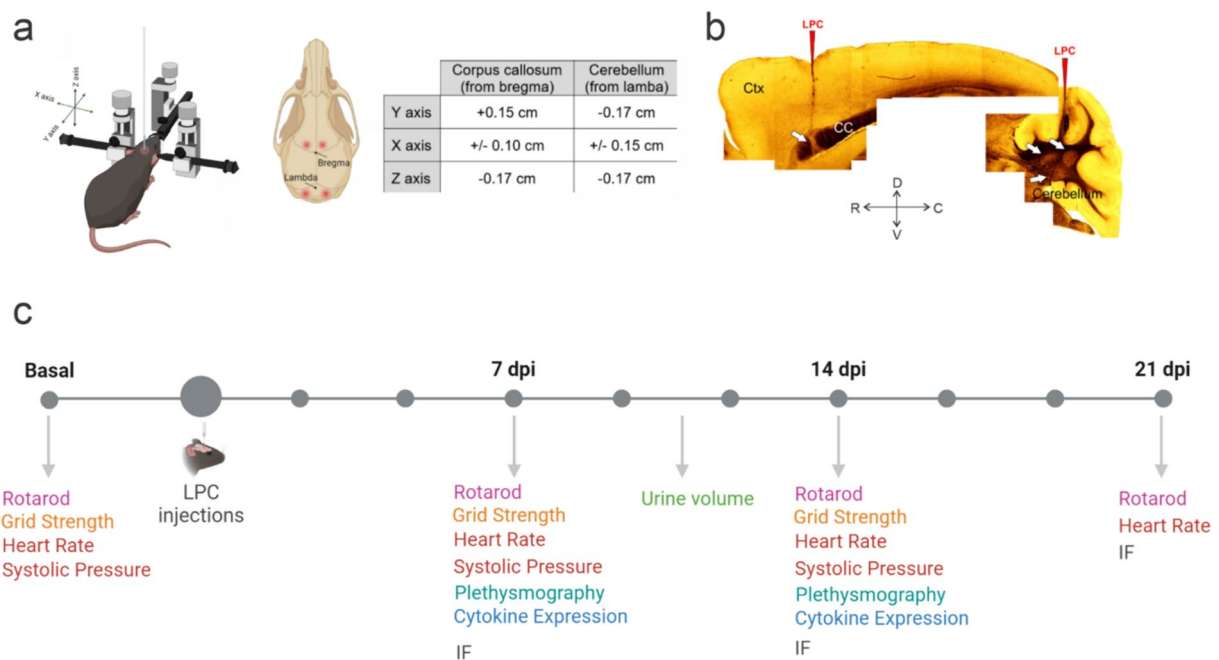 a
Z axis
X axis
Y axis
Bregma
Lambda
Corpus callosum
(from bregma)
Cerebellum
(from lamba)
Y axis
+0.15 cm
-0.17 cm
X axis
+/- 0.10 cm
+/- 0.15 cm
Z axis
-0.17 cm
-0.17 cm
b
LPC
LPC
Ctx
CC
Cerebellum
D
R
C
V
c
Basal
7 dpi
14 dpi
21 dpi
Rotarod
Grid Strength
Heart Rate
Systolic Pressure
LPC
injections
Rotarod
Grid Strength
Heart Rate
Systolic Pressure
Plethysmography
Cytokine Expression
IF
Urine volume
Rotarod
Grid Strength
Heart Rate
Systolic Pressure
Plethysmography
Cytokine Expression
IF
Rotarod
Heart Rate
IF